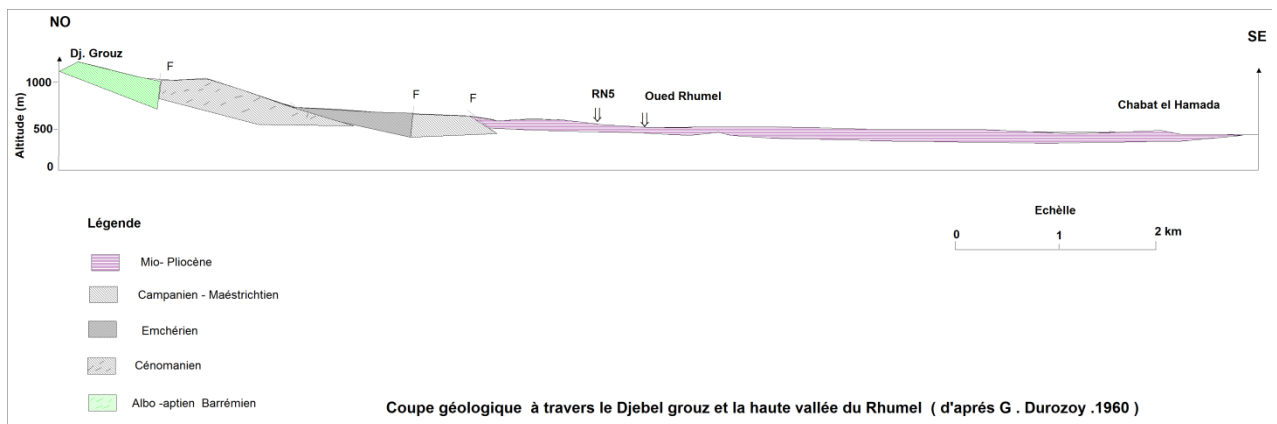 NO
SE
Dj. Grouz
F
F
F
RN5
Oued Rhumel
Chabat el Hamada
Altitude (m)
1000
500
0
Légende
Mio- Pliocène
Campanien - Maéstrichtien
Emchérien
Cénomanien
Albo -aptien Barrémien
Echèlle
0 1 2 km
Coupe géologique à travers le Djebel grouz et la haute vallée du Rhumel ( d'aprés G . Durozoy .1960 )